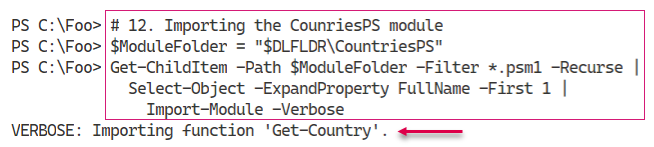 PS C:\Foo> # 12. Importing the CounriesPS module
PS C:\Foo> $ModuleFolder = "$DLFLDR\CountriesPS"
PS C:\Foo> Get-ChildItem -Path $ModuleFolder -Filter *.psm1 -Recurse |
Select-Object -ExpandProperty FullName -First 1 |
Import-Module -Verbose
VERBOSE: Importing function 'Get-Country'.